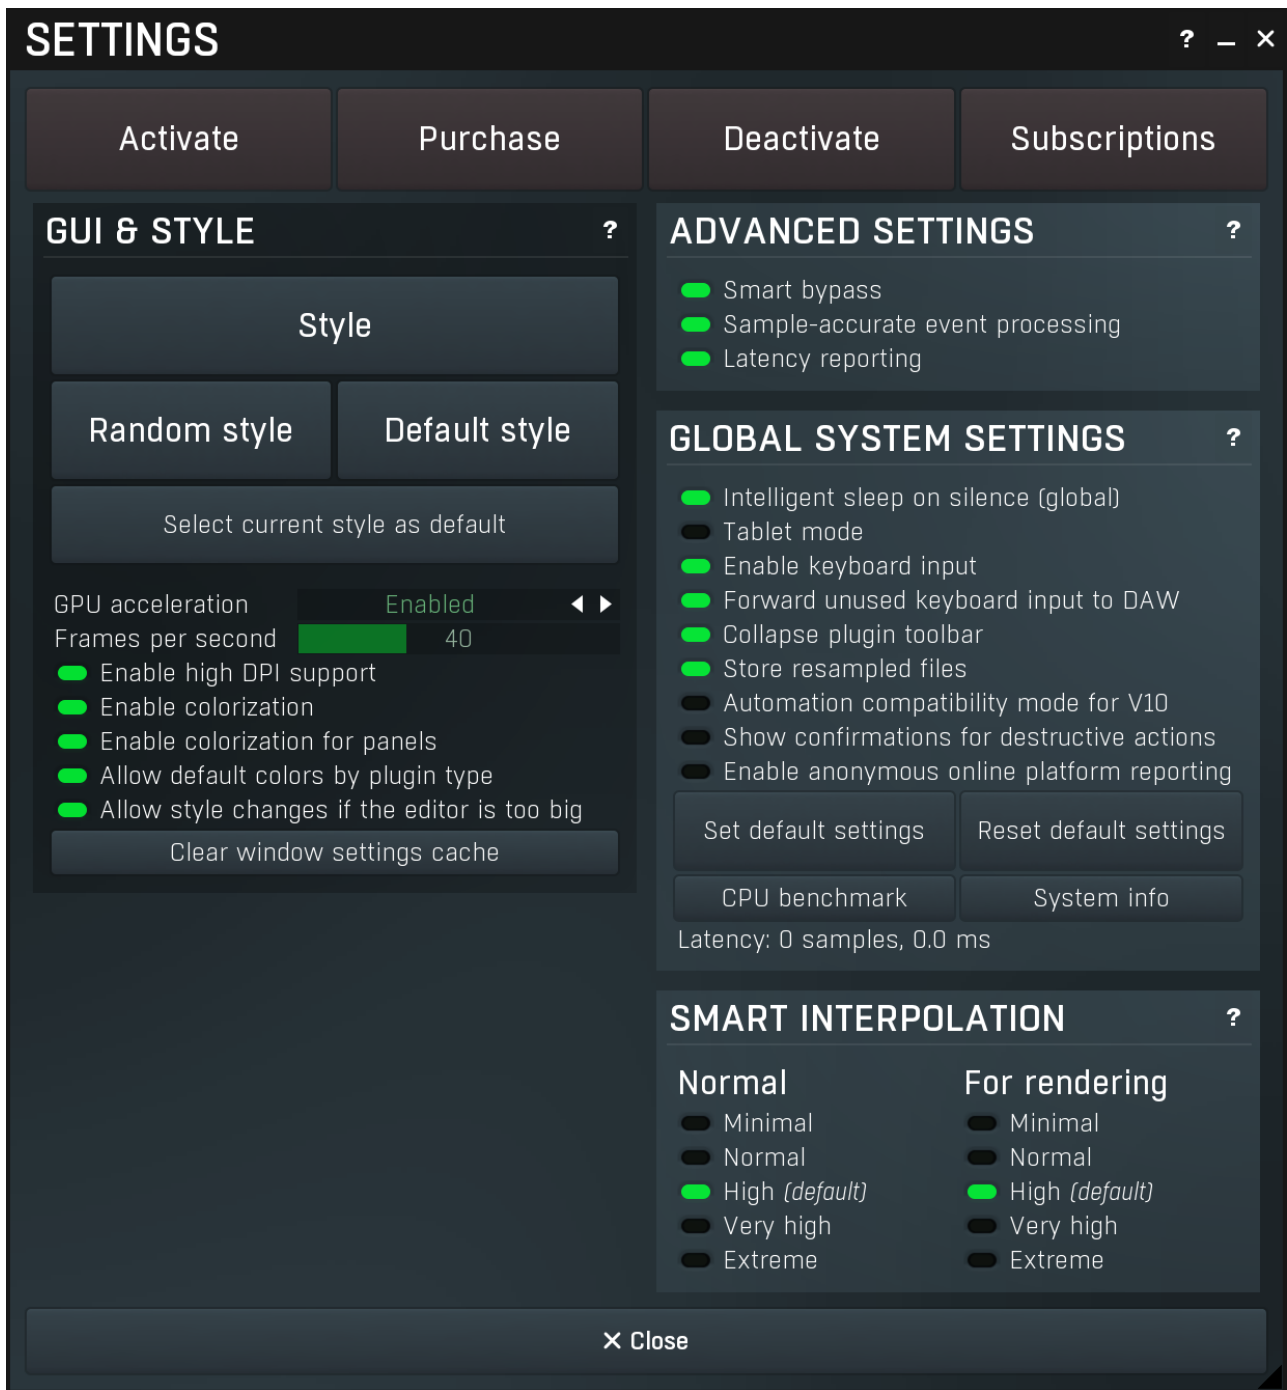 SETTINGS ? _ ✕
Activate Purchase Deactivate Subscriptions
GUI & STYLE ?
Style
Random style Default style
Select current style as default
GPU acceleration Enabled
Frames per second 40
Enable high DPI support
Enable colorization
Enable colorization for panels
Allow default colors by plugin type
Allow style changes if the editor is too big
Clear window settings cache
ADVANCED SETTINGS ?
Smart bypass
Sample-accurate event processing
Latency reporting
GLOBAL SYSTEM SETTINGS ?
Intelligent sleep on silence (global)
Tablet mode
Enable keyboard input
Forward unused keyboard input to DAW
Collapse plugin toolbar
Store resampled files
Automation compatibility mode for V10
Show confirmations for destructive actions
Enable anonymous online platform reporting
Set default settings Reset default settings
CPU benchmark System info
Latency: 0 samples, 0.0 ms
SMART INTERPOLATION ?
Normal
Minimal
Normal
High (default)
Very high
Extreme
For rendering
Minimal
Normal
High (default)
Very high
Extreme
✕ Close